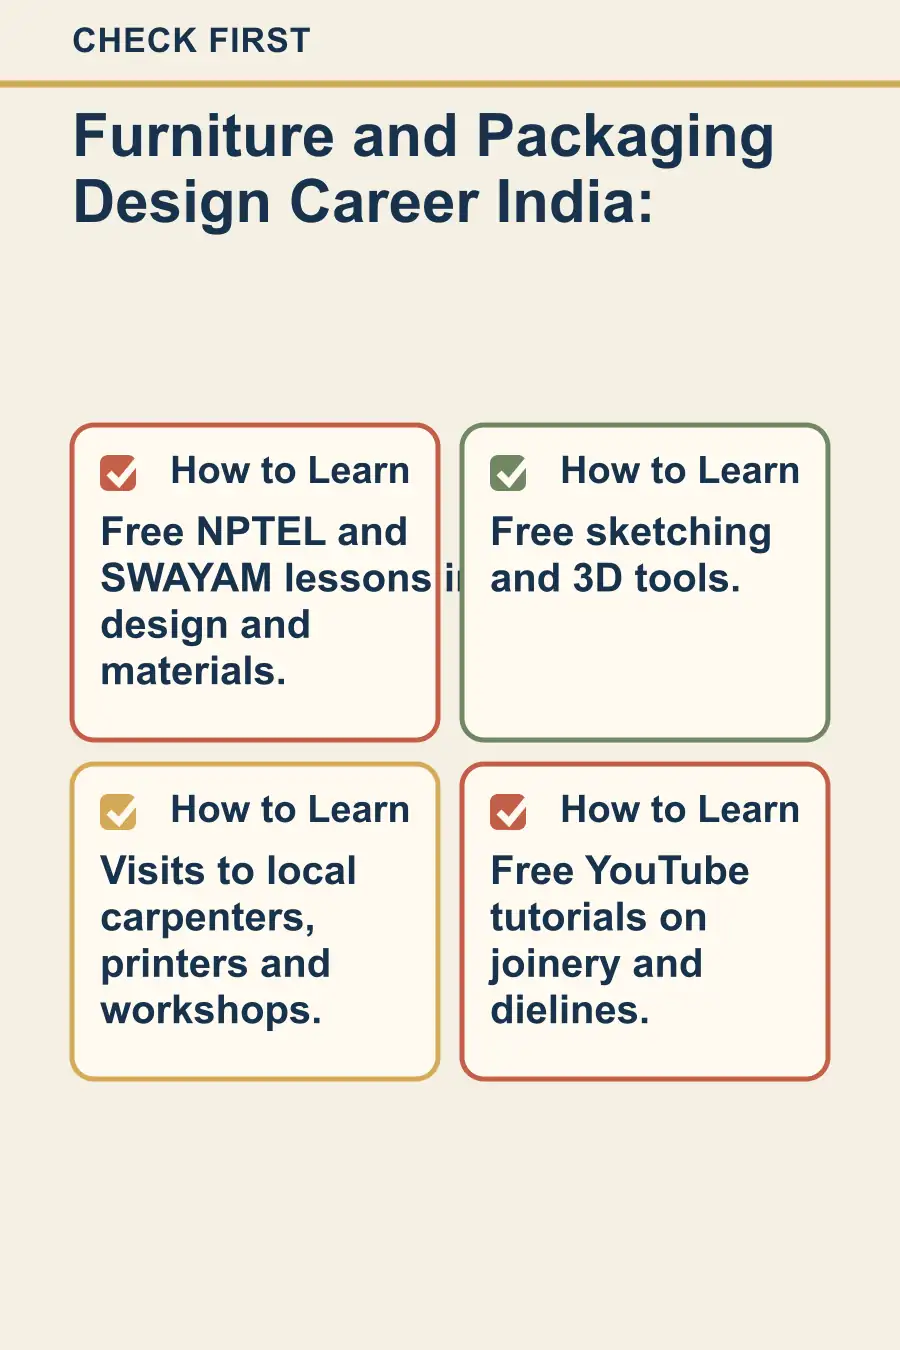 CHECK FIRST
Furniture and Packaging
Design Career India:
How to Learn
Free NPTEL and
SWAYAM lessons
design and
materials.
How to Learn
Free sketching
and 3D tools.
How to Learn
Visits to local
carpenters,
printers and
workshops.
How to Learn
Free YouTube
tutorials on
joinery and
dielines.